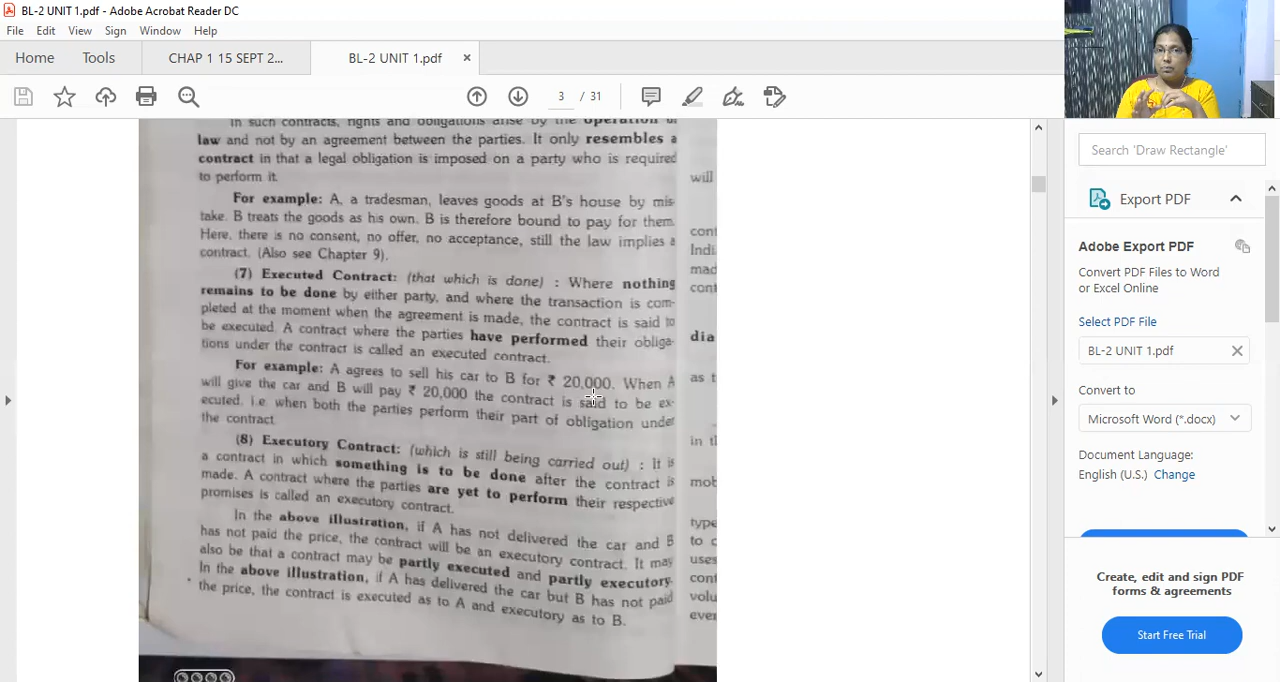 BL-2 UNIT 1.pdf - Adobe Acrobat Reader DC
File Edit View Sign Window Help
Home Tools CHAP 1 15 SEPT 2... BL-2 UNIT 1.pdf ×
3 / 31
In such contracts, rights and obligations arise by the operation of
law and not by an agreement between the parties. It only resembles a
contract in that a legal obligation is imposed on a party who is required
to perform it.
For example: A, a tradesman, leaves goods at B's house by mis-
take. B treats the goods as his own. B is therefore bound to pay for them.
Here, there is no consent, no offer, no acceptance, still the law implies a
contract. (Also see Chapter 9).
(7) Executed Contract: (that which is done) : Where nothing
remains to be done by either party, and where the transaction is com-
pleted at the moment when the agreement is made, the contract is said to
be executed. A contract where the parties have performed their obliga-
tions under the contract is called an executed contract.
For example: A agrees to sell his car to B for ₹ 20,000. When A
will give the car and B will pay ₹ 20,000 the contract is said to be ex-
ecuted, i.e. when both the parties perform their part of obligation under
the contract.
(8) Executory Contract: (which is still being carried out) : It is
a contract in which something is to be done after the contract is
made. A contract where the parties are yet to perform their respective
promises is called an executory contract.
In the above illustration, if A has not delivered the car and B
has not paid the price, the contract will be an executory contract. It may
also be that a contract may be partly executed and partly executory.
In the above illustration, if A has delivered the car but B has not paid
the price, the contract is executed as to A and executory as to B.
will
cont
Indi
mad
cont
dia
as t
in tl
mot
type
to c
uses
cont
volu
ever
Search 'Draw Rectangle'
Export PDF
Adobe Export PDF
Convert PDF Files to Word
or Excel Online
Select PDF File
BL-2 UNIT 1.pdf
Convert to
Microsoft Word (*.docx)
Document Language:
English (U.S.) Change
Create, edit and sign PDF
forms & agreements
Start Free Trial